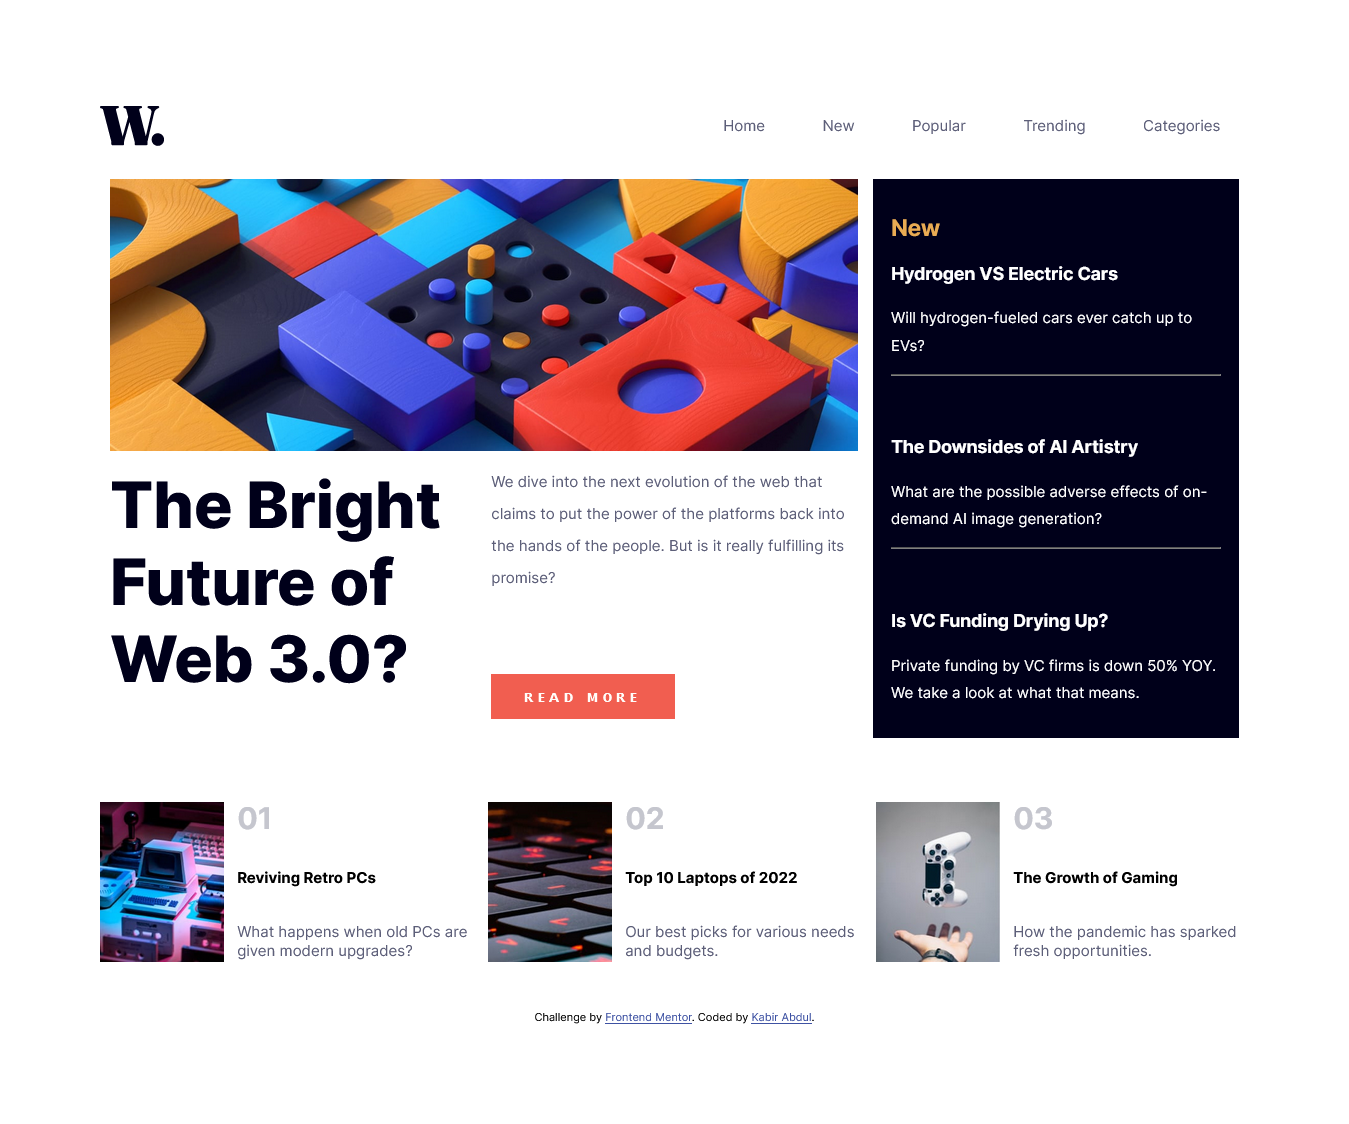 W.
Home New Popular Trending Categories
The Bright
Future of
Web 3.0?
We dive into the next evolution of the web that
claims to put the power of the platforms back into
the hands of the people. But is it really fulfilling its
promise?
READ MORE
New
Hydrogen VS Electric Cars
Will hydrogen-fueled cars ever catch up to
EVs?
The Downsides of AI Artistry
What are the possible adverse effects of on-
demand AI image generation?
Is VC Funding Drying Up?
Private funding by VC firms is down 50% YOY.
We take a look at what that means.
01
Reviving Retro PCs
What happens when old PCs are
given modern upgrades?
02
Top 10 Laptops of 2022
Our best picks for various needs
and budgets.
03
The Growth of Gaming
How the pandemic has sparked
fresh opportunities.
Challenge by Frontend Mentor. Coded by Kabir Abdul.